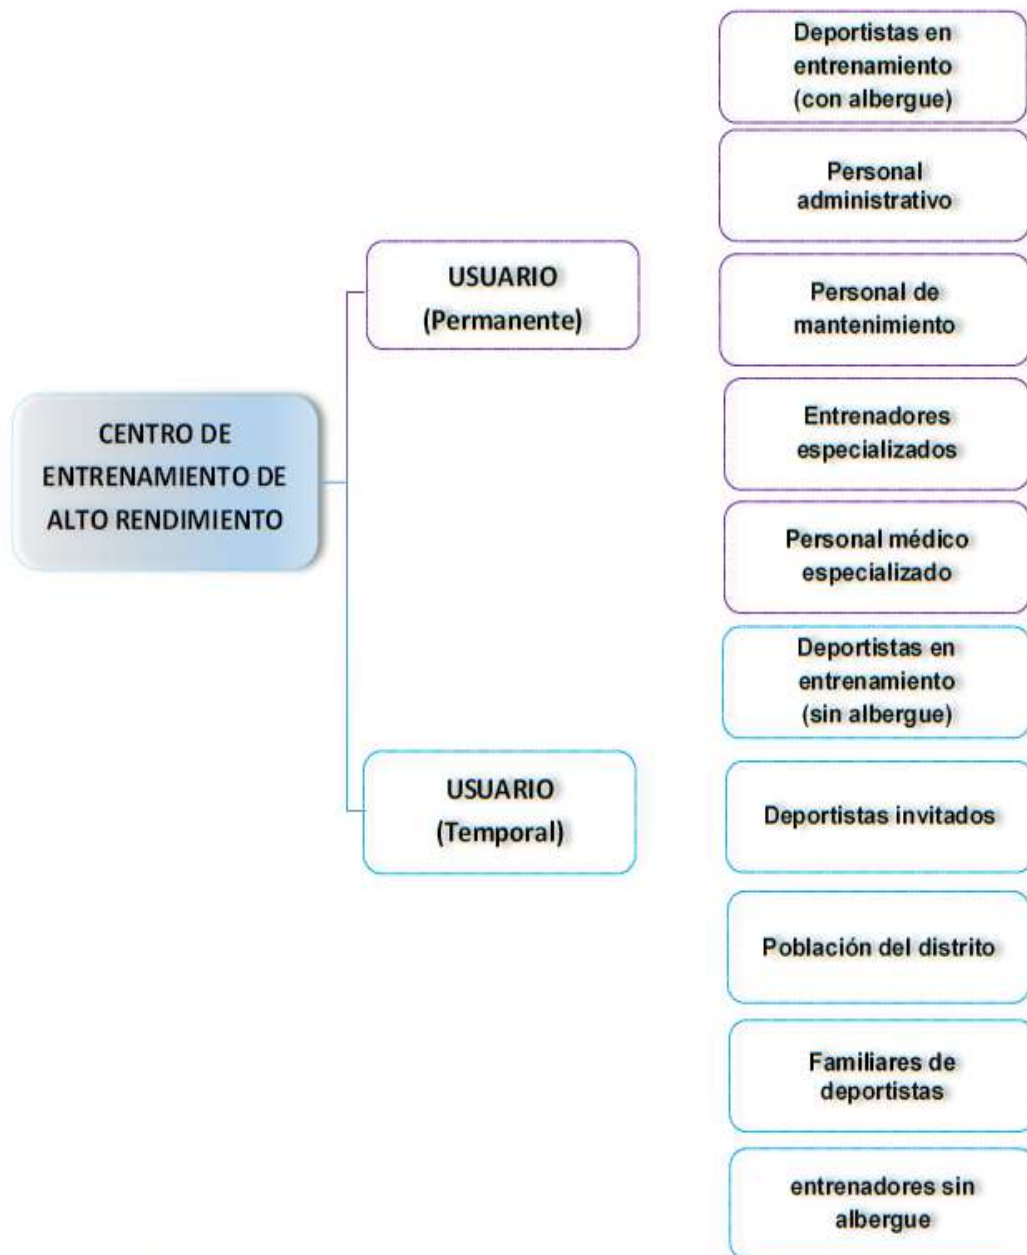 CENTRO DE
ENTRENAMIENTO DE
ALTO RENDIMIENTO
USUARIO
(Permanente)
Deportistas en
entrenamiento
(con albergue)
Personal
administrativo
Personal de
mantenimiento
Entrenadores
especializados
Personal médico
especializado
USUARIO
(Temporal)
Deportistas en
entrenamiento
(sin albergue)
Deportistas invitados
Población del distrito
Familiares de
deportistas
entrenadores sin
albergue